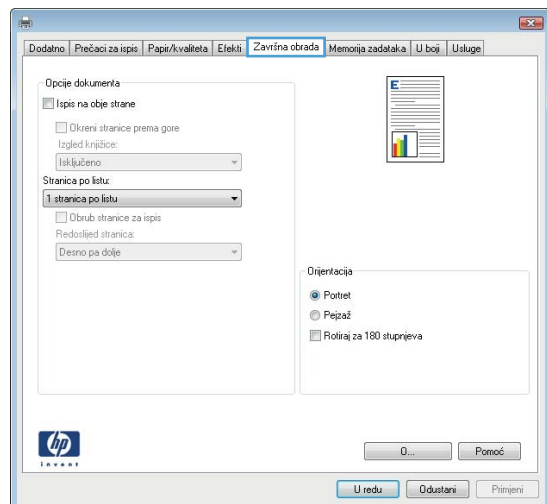 Dodatno Prečaci za ispis Papir/kvaliteta Efekti Završna obrada Memorija zadataka U boji Usluge
Opcije dokumenta
Ispis na obje strane
Okreni stranice prema gore
Izgled knjižice:
Isključeno
Stranica po listu:
1 stranica po listu
Obrub stranice za ispis
Redoslijed stranica:
Desno pa dolje
E
Orijentacija
Portret
Pejzaž
Rotiraj za 180 stupnjeva
hp
invent
O... Pomoć
U redu Odustani Primjeni